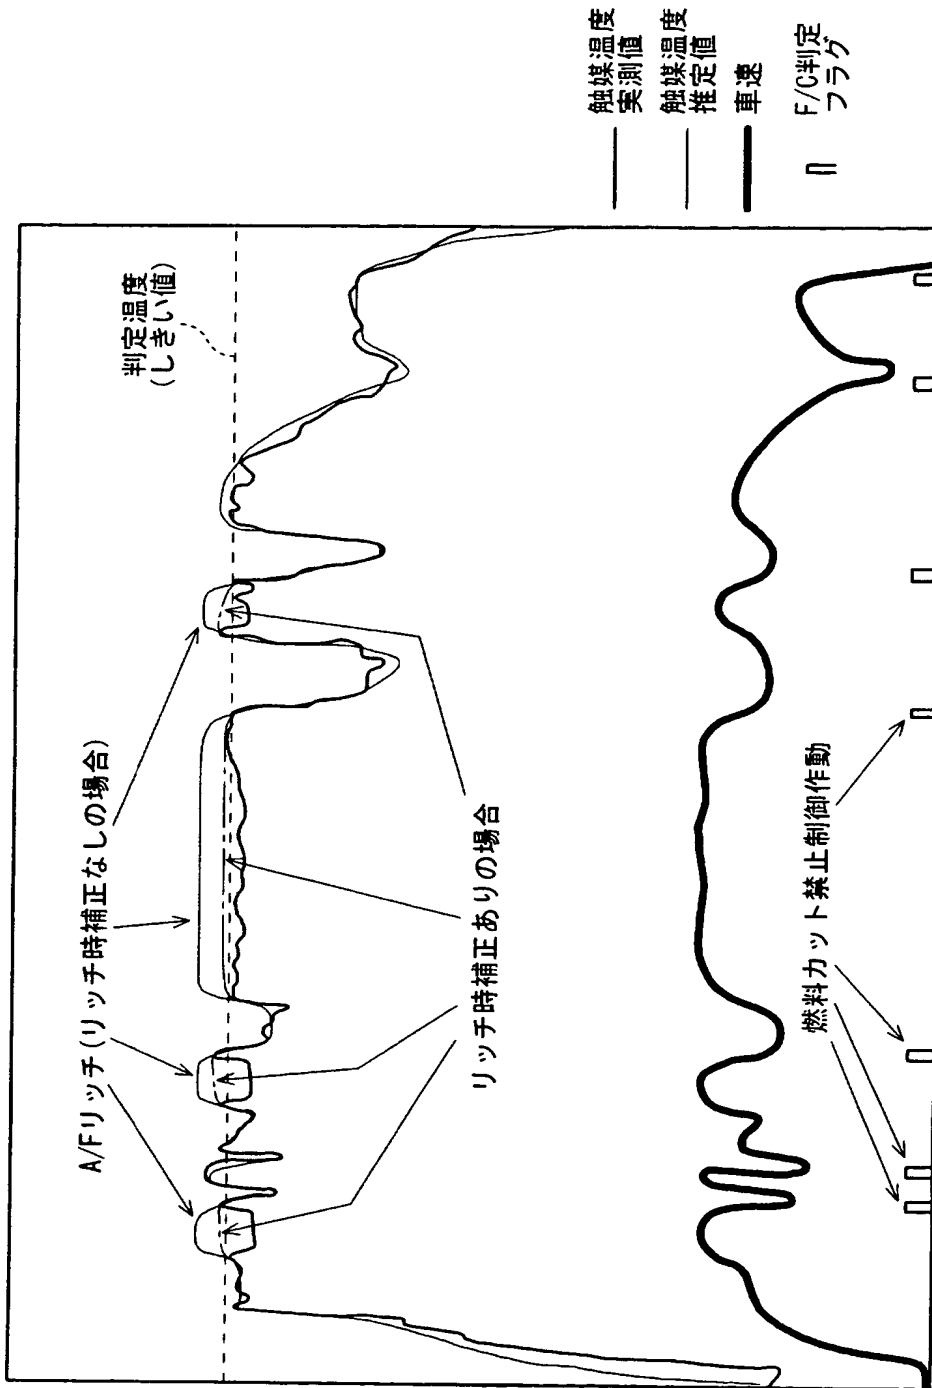 触媒温度
実測値
触媒温度
推定値
車速
F/C判定
フラグ
判定温度
(しきい値)
A/Fリッチ(リッチ時補正なしの場合)
リッチ時補正ありの場合
燃料カット禁止制御作動